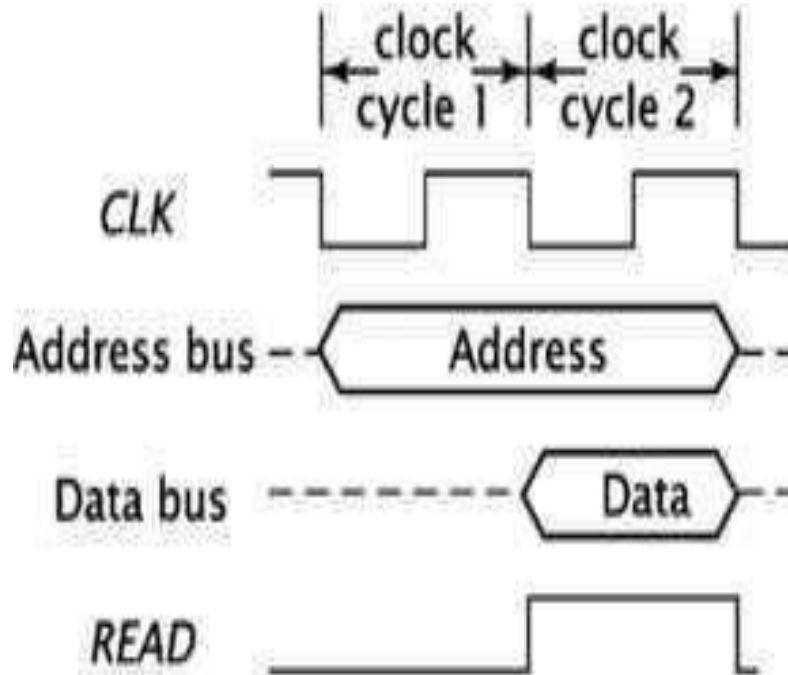 clock clock
cycle 1 cycle 2
CLK
Address bus Address
Data bus Data
READ